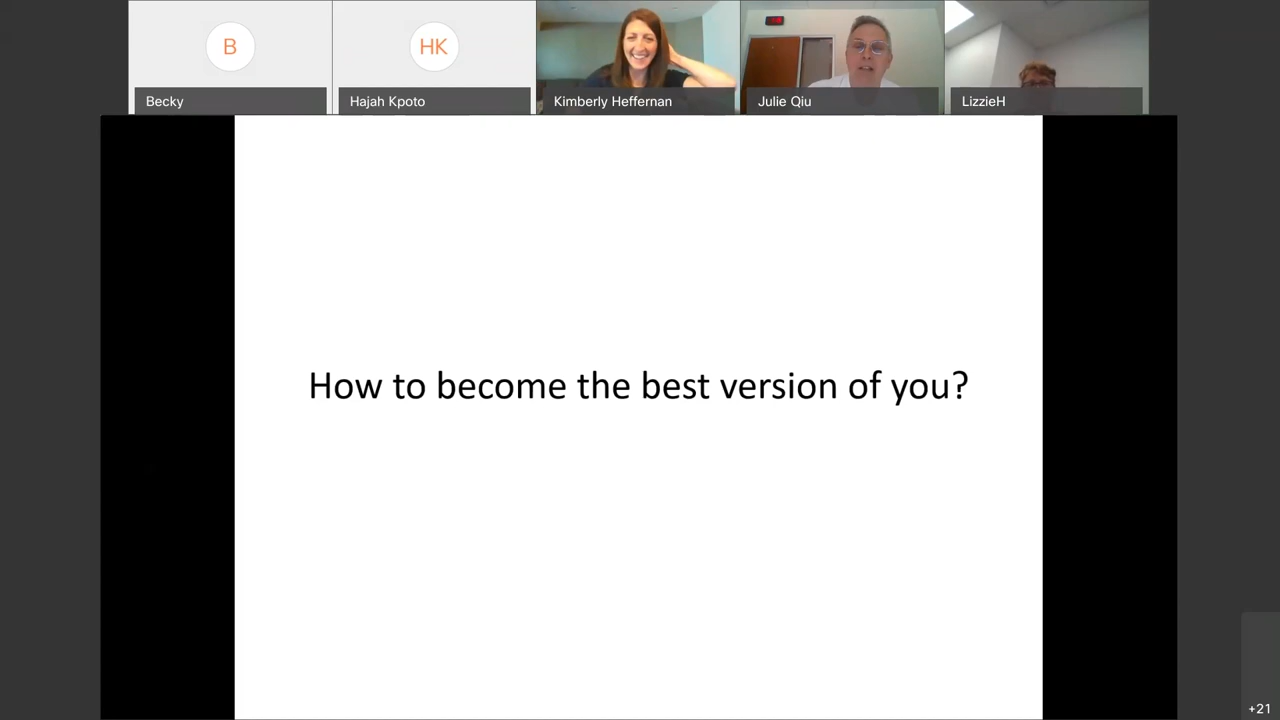 B
HK
Becky
Hajah Kpoto
Kimberly Heffernan
Julie Qiu
LizzieH
How to become the best version of you?
+21